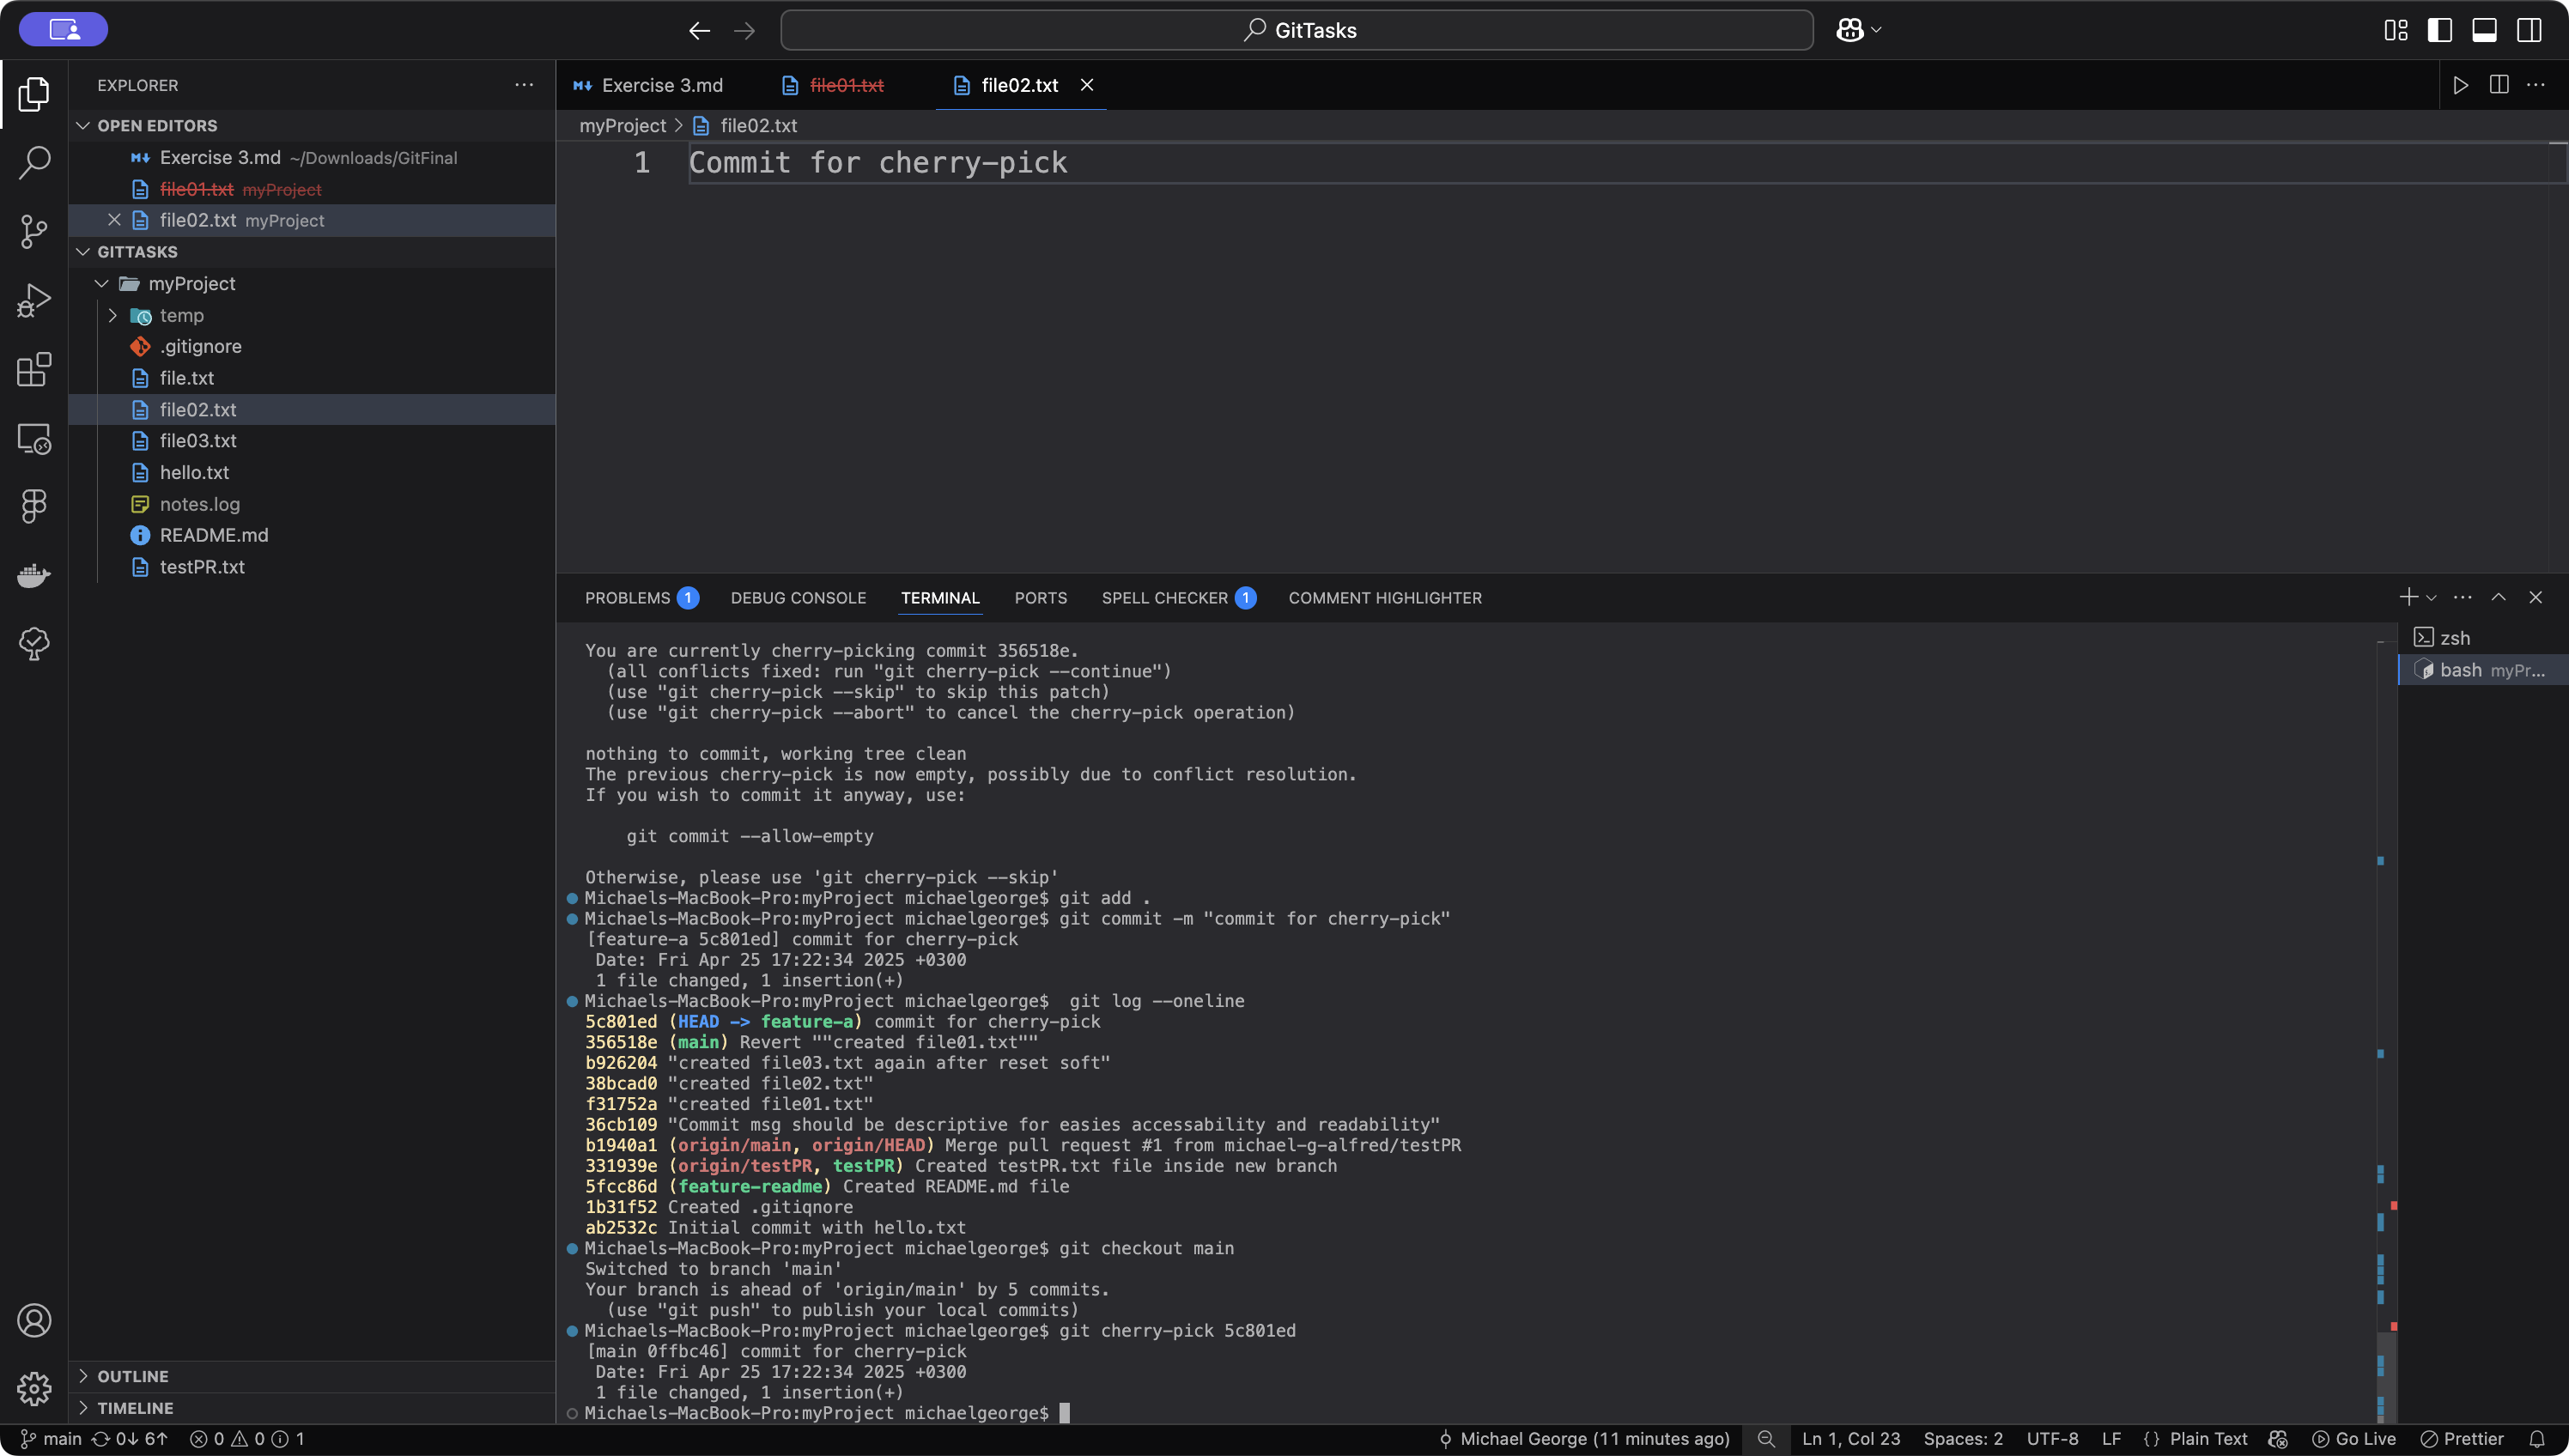 GitTasks
EXPLORER
OPEN EDITORS
Exercise 3.md ~/Downloads/GitFinal
file01.txt myProject
file02.txt myProject
GITTASKS
myProject
temp
.gitignore
file.txt
file02.txt
file03.txt
hello.txt
notes.log
README.md
testPR.txt
OUTLINE
TIMELINE
Exercise 3.md
file01.txt
file02.txt
myProject > file02.txt
1 Commit for cherry-pick
PROBLEMS 1 DEBUG CONSOLE TERMINAL PORTS SPELL CHECKER 1 COMMENT HIGHLIGHTER
You are currently cherry-picking commit 356518e.
(all conflicts fixed: run "git cherry-pick --continue")
(use "git cherry-pick --skip" to skip this patch)
(use "git cherry-pick --abort" to cancel the cherry-pick operation)
nothing to commit, working tree clean
The previous cherry-pick is now empty, possibly due to conflict resolution.
If you wish to commit it anyway, use:
git commit --allow-empty
Otherwise, please use 'git cherry-pick --skip'
Michaels-MacBook-Pro:myProject michaelgeorge$ git add .
Michaels-MacBook-Pro:myProject michaelgeorge$ git commit -m "commit for cherry-pick"
[feature-a 5c801ed] commit for cherry-pick
Date: Fri Apr 25 17:22:34 2025 +0300
1 file changed, 1 insertion(+)
Michaels-MacBook-Pro:myProject michaelgeorge$  git log --oneline
5c801ed (HEAD -> feature-a) commit for cherry-pick
356518e (main) Revert ""created file01.txt""
b926204 "created file03.txt again after reset soft"
38bcad0 "created file02.txt"
f31752a "created file01.txt"
36cb109 "Commit msg should be descriptive for easies accessability and readability"
b1940a1 (origin/main, origin/HEAD) Merge pull request #1 from michael-g-alfred/testPR
331939e (origin/testPR, testPR) Created testPR.txt file inside new branch
5fcc86d (feature-readme) Created README.md file
1b31f52 Created .gitiqnore
ab2532c Initial commit with hello.txt
Michaels-MacBook-Pro:myProject michaelgeorge$ git checkout main
Switched to branch 'main'
Your branch is ahead of 'origin/main' by 5 commits.
(use "git push" to publish your local commits)
Michaels-MacBook-Pro:myProject michaelgeorge$ git cherry-pick 5c801ed
[main 0ffbc46] commit for cherry-pick
Date: Fri Apr 25 17:22:34 2025 +0300
1 file changed, 1 insertion(+)
Michaels-MacBook-Pro:myProject michaelgeorge$
zsh
bash myPr...
main 0↓ 6↑ 0 0 1 Michael George (11 minutes ago) Ln 1, Col 23 Spaces: 2 UTF-8 LF {} Plain Text Go Live Prettier